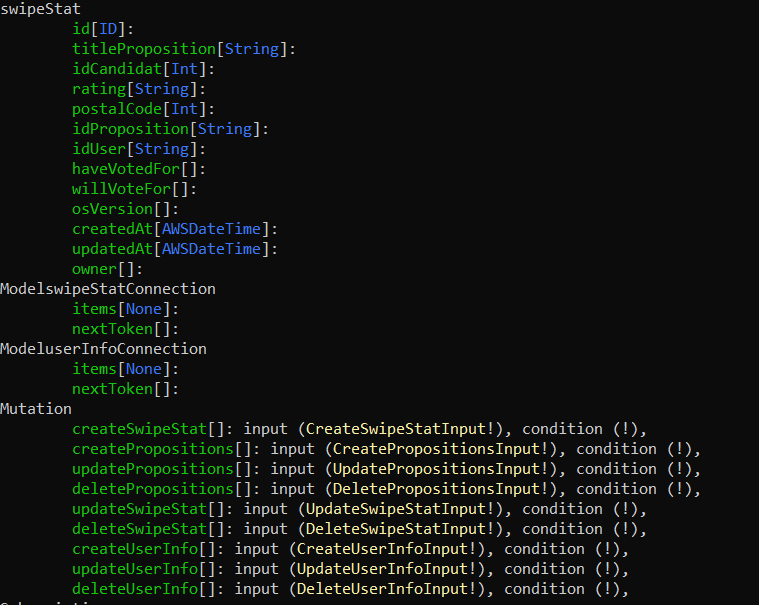 swipeStat
id[ID]:
titleProposition[String]:
idCandidat[Int]:
rating[String]:
postalCode[Int]:
idProposition[String]:
idUser[String]:
haveVotedFor[]:
willVoteFor[]:
osVersion[]:
createdAt[AWSDateTime]:
updatedAt[AWSDateTime]:
owner[]:
ModelswipeStatConnection
items[None]:
nextToken[]:
ModeluserInfoConnection
items[None]:
nextToken[]:
Mutation
createSwipeStat[]: input (CreateSwipeStatInput!), condition (!),
createPropositions[]: input (CreatePropositionsInput!), condition (!),
updatePropositions[]: input (UpdatePropositionsInput!), condition (!),
deletePropositions[]: input (DeletePropositionsInput!), condition (!),
updateSwipeStat[]: input (UpdateSwipeStatInput!), condition (!),
deleteSwipeStat[]: input (DeleteSwipeStatInput!), condition (!),
createUserInfo[]: input (CreateUserInfoInput!), condition (!),
updateUserInfo[]: input (UpdateUserInfoInput!), condition (!),
deleteUserInfo[]: input (DeleteUserInfoInput!), condition (!),